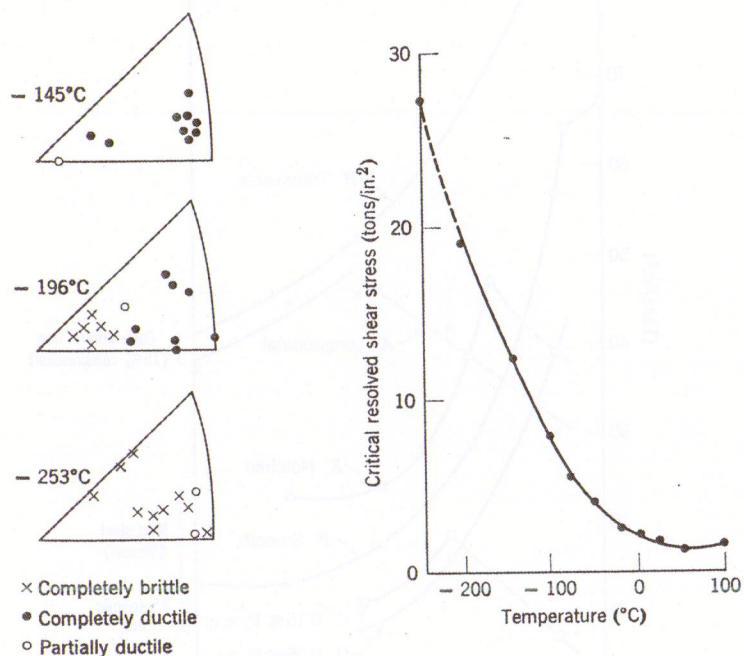 − 145°C
− 196°C
− 253°C
× Completely brittle
● Completely ductile
○ Partially ductile
Critical resolved shear stress (tons/in.²)
30
20
10
0
− 200
− 100
0
100
Temperature (°C)